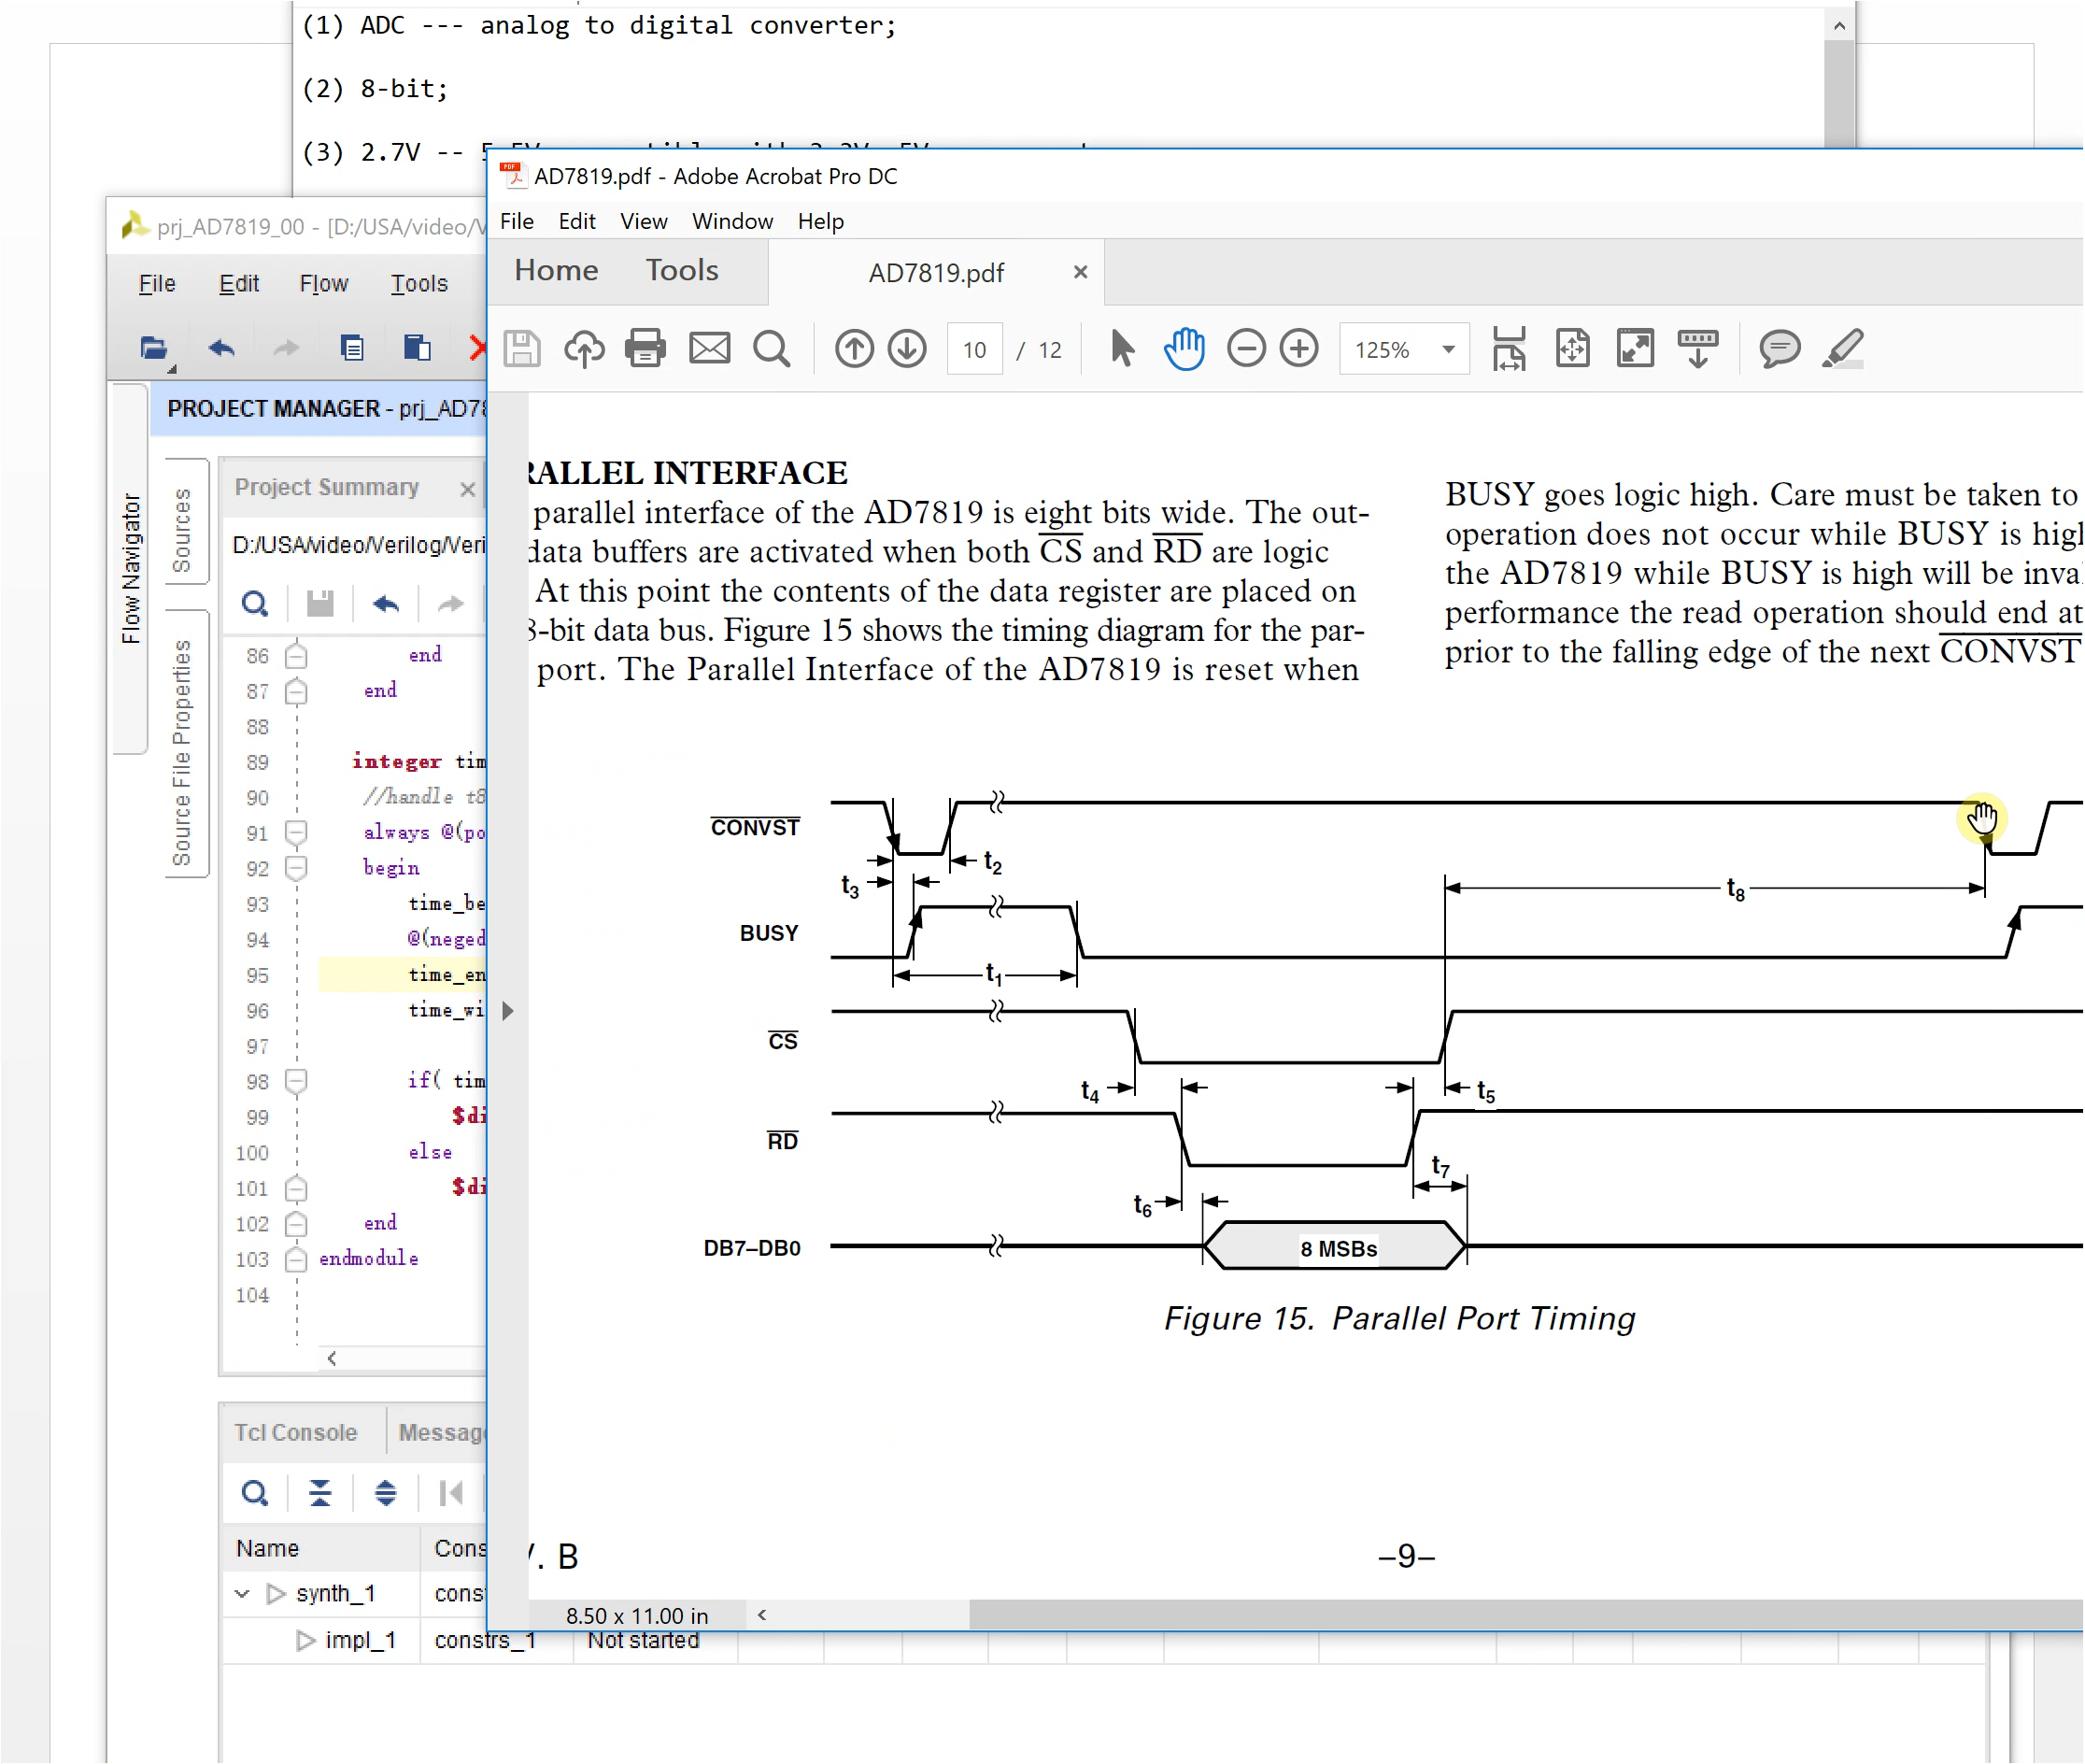 (1) ADC --- analog to digital converter;
(2) 8-bit;
(3) 2.7V --
AD7819.pdf - Adobe Acrobat Pro DC
File Edit View Window Help
Home Tools AD7819.pdf ×
10 / 12 125%
prj_AD7819_00 - [D:/USA/video/V
File Edit Flow Tools
PROJECT MANAGER - prj_AD78
Flow Navigator
Sources
Source File Properties
Project Summary ×
D:/USA/video/Verilog/Veri
86 end
87 end
88
89 integer tim
90 //handle t8
91 always @(po
92 begin
93 time_be
94 @(neged
95 time_en
96 time_wi
97
98 if( tim
99 $di
100 else
101 $di
102 end
103 endmodule
104
RALLEL INTERFACE
parallel interface of the AD7819 is eight bits wide. The out-
data buffers are activated when both CS and RD are logic
At this point the contents of the data register are placed on
8-bit data bus. Figure 15 shows the timing diagram for the par-
port. The Parallel Interface of the AD7819 is reset when
BUSY goes logic high. Care must be taken to
operation does not occur while BUSY is high
the AD7819 while BUSY is high will be inva
performance the read operation should end at
prior to the falling edge of the next CONVST
CONVST
t2
t3
t8
BUSY
t1
CS
t4
t5
RD
t7
t6
DB7–DB0
8 MSBs
Figure 15. Parallel Port Timing
. B
–9–
8.50 x 11.00 in
Tcl Console Message
Name Cons
synth_1 cons
impl_1 constrs_1 Not started